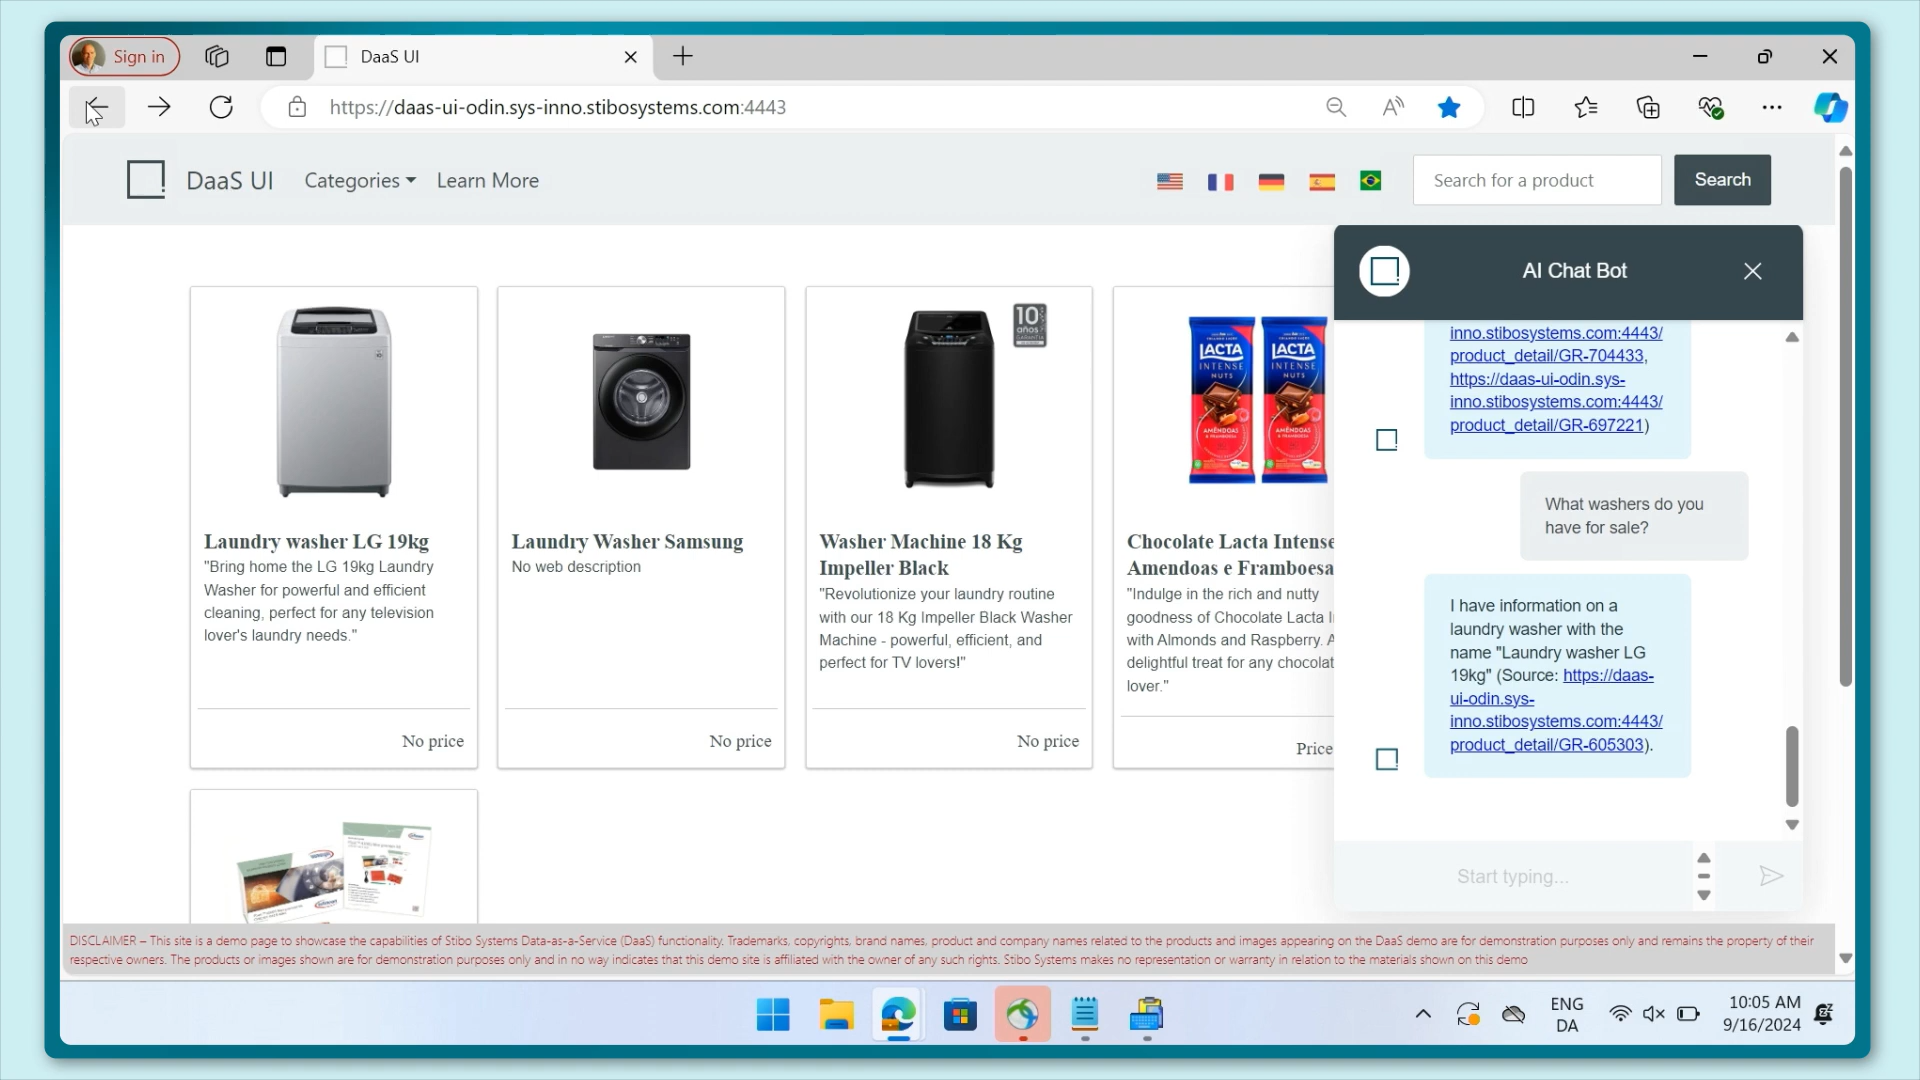 Sign in
DaaS UI
https://daas-ui-odin.sys-inno.stibosystems.com:4443
DaaS UI
Categories
Learn More
Search for a product
Search
AI Chat Bot
inno.stibosystems.com:4443/
product_detail/GR-704433,
https://daas-ui-odin.sys-
inno.stibosystems.com:4443/
product_detail/GR-697221)
What washers do you
have for sale?
I have information on a
laundry washer with the
name "Laundry washer LG
19kg" (Source: https://daas-
ui-odin.sys-
inno.stibosystems.com:4443/
product_detail/GR-605303).
Start typing...
Laundry washer LG 19kg
"Bring home the LG 19kg Laundry
Washer for powerful and efficient
cleaning, perfect for any television
lover's laundry needs."
No price
Laundry Washer Samsung
No web description
No price
10
años
GARANTIA
Washer Machine 18 Kg
Impeller Black
"Revolutionize your laundry routine
with our 18 Kg Impeller Black Washer
Machine - powerful, efficient, and
perfect for TV lovers!"
No price
LACTA
INTENSE
NUTS
AMÊNDOAS
LACTA
INTENSE
NUTS
AMÊNDOAS
Chocolate Lacta Intense
Amendoas e Framboesa
"Indulge in the rich and nutty
goodness of Chocolate Lacta I
with Almonds and Raspberry. A
delightful treat for any chocolat
lover."
Price
DISCLAIMER – This site is a demo page to showcase the capabilities of Stibo Systems Data-as-a-Service (DaaS) functionality. Trademarks, copyrights, brand names, product and company names related to the products and images appearing on the DaaS demo are for demonstration purposes only and remains the property of their
respective owners. The products or images shown are for demonstration purposes only and in no way indicates that this demo site is affiliated with the owner of any such rights. Stibo Systems makes no representation or warranty in relation to the materials shown on this demo
ENG
DA
10:05 AM
9/16/2024